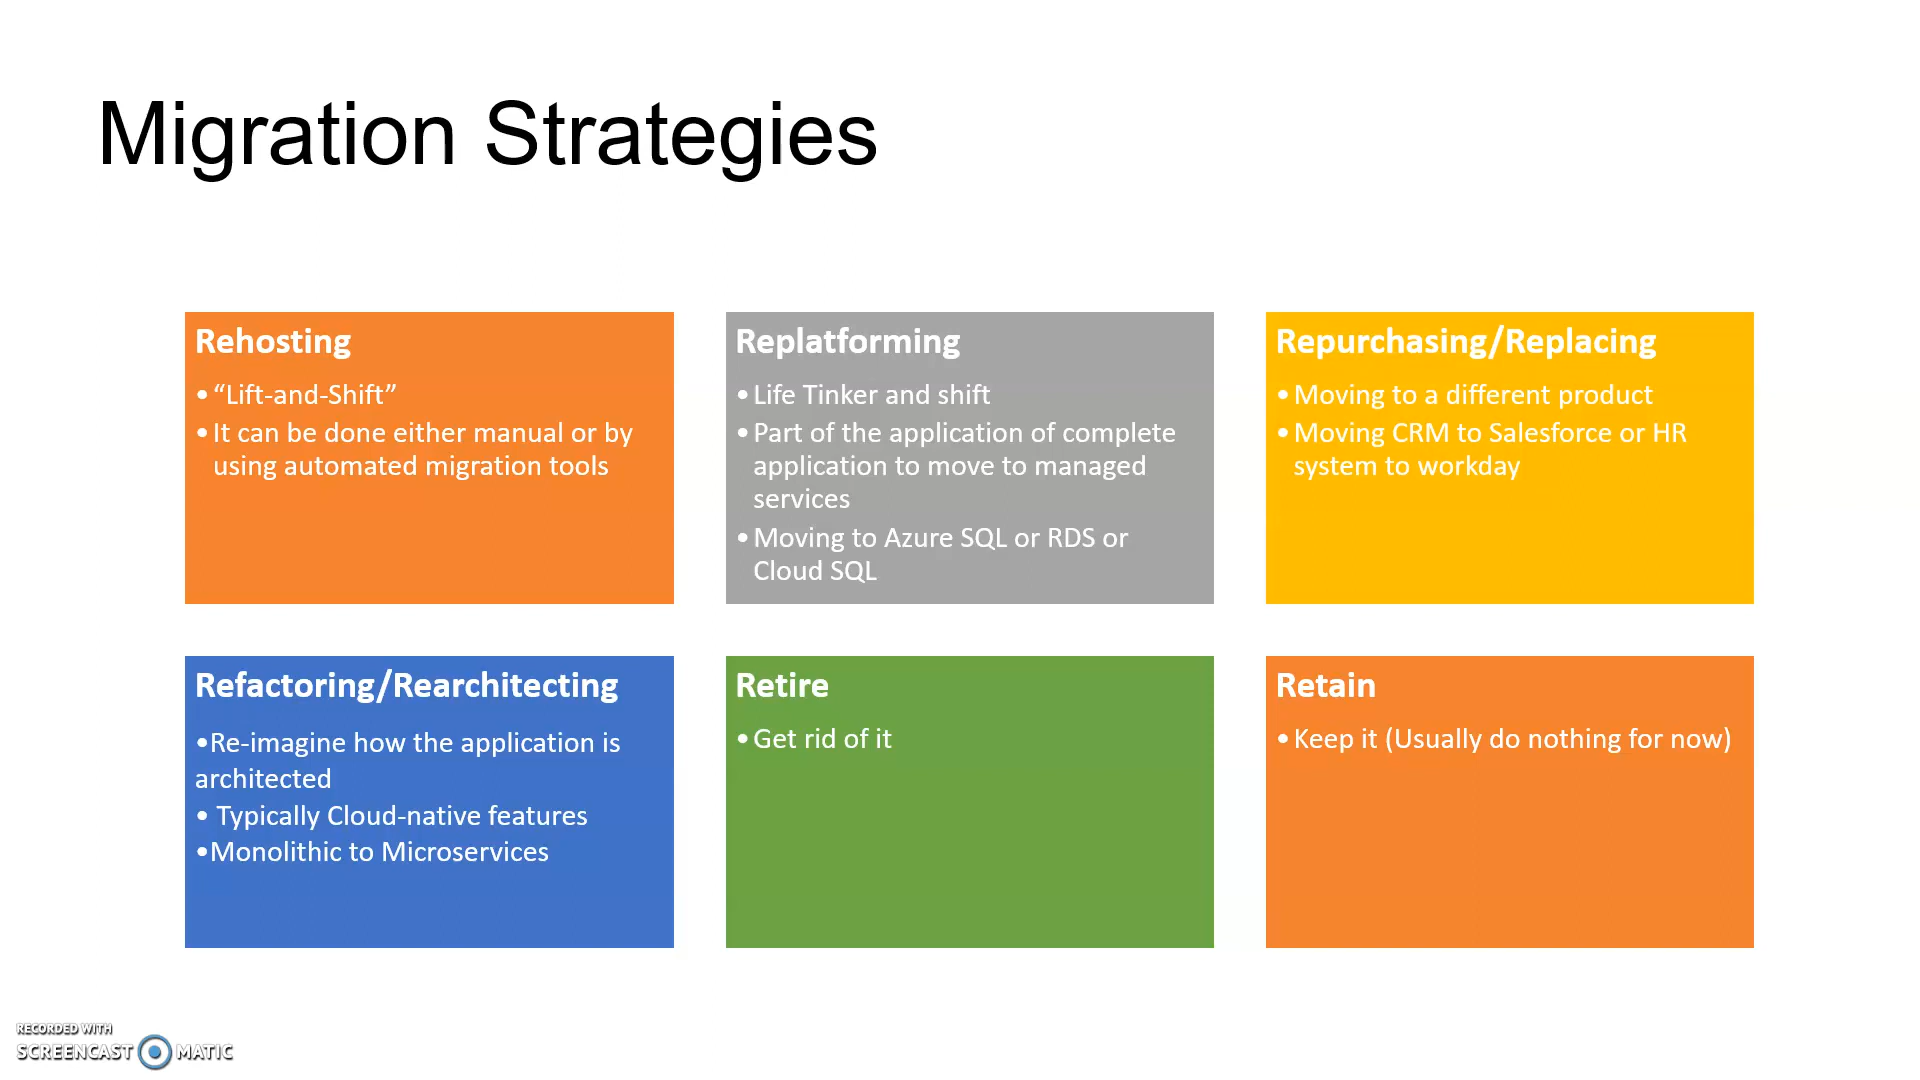 Migration Strategies
Rehosting
•“Lift-and-Shift”
•It can be done either manual or by
using automated migration tools
Replatforming
•Life Tinker and shift
•Part of the application of complete
application to move to managed
services
•Moving to Azure SQL or RDS or
Cloud SQL
Repurchasing/Replacing
•Moving to a different product
•Moving CRM to Salesforce or HR
system to workday
Refactoring/Rearchitecting
•Re-imagine how the application is
architected
• Typically Cloud-native features
•Monolithic to Microservices
Retire
•Get rid of it
Retain
•Keep it (Usually do nothing for now)
RECORDED WITH
SCREENCAST MATIC